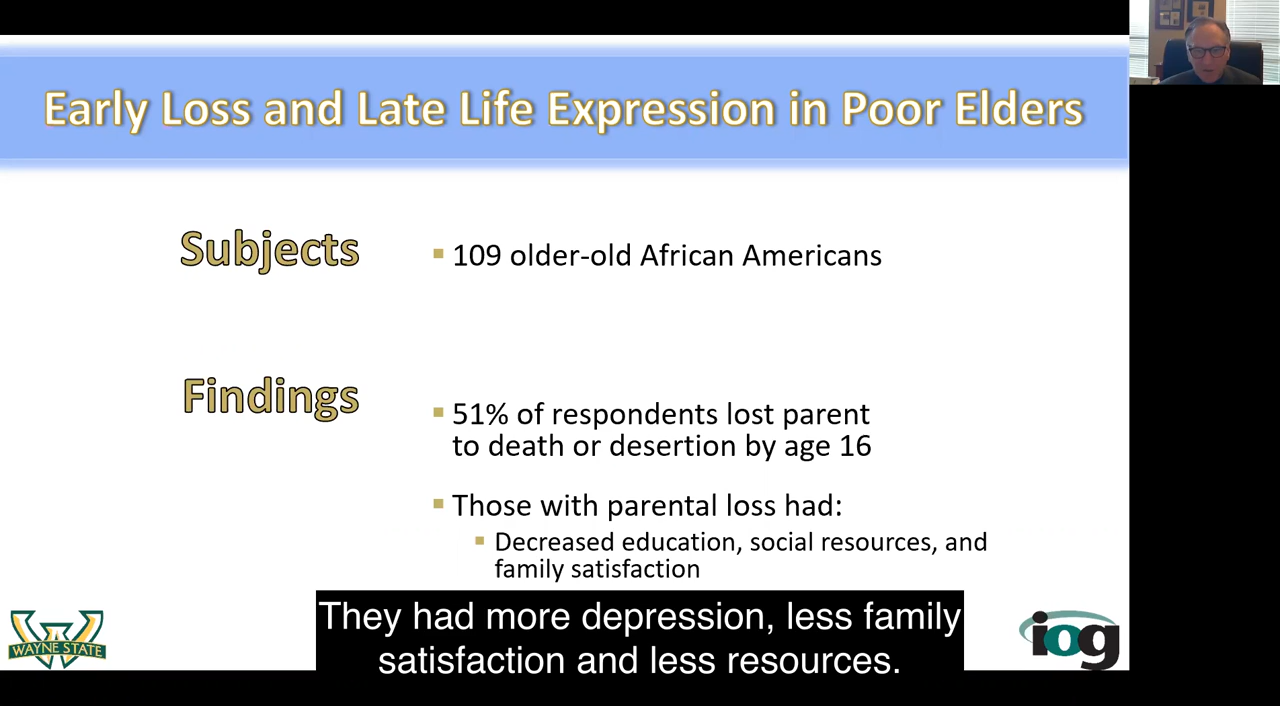 Early Loss and Late Life Expression in Poor Elders
Subjects
109 older-old African Americans
Findings
51% of respondents lost parent
to death or desertion by age 16
Those with parental loss had:
Decreased education, social resources, and
family satisfaction
They had more depression, less family
satisfaction and less resources.
WAYNE STATE
iog